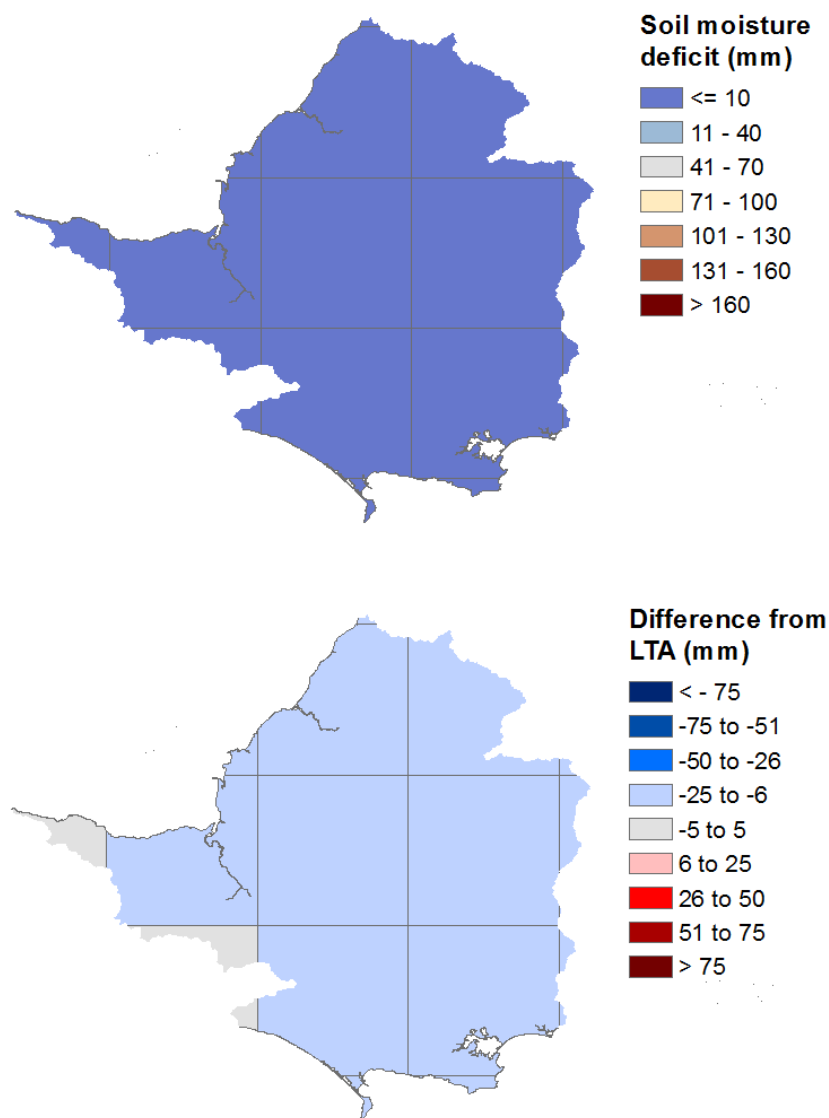 Soil moisture
deficit (mm)
<= 10
11 - 40
41 - 70
71 - 100
101 - 130
131 - 160
> 160
Difference from
LTA (mm)
< - 75
-75 to -51
-50 to -26
-25 to -6
-5 to 5
6 to 25
26 to 50
51 to 75
> 75